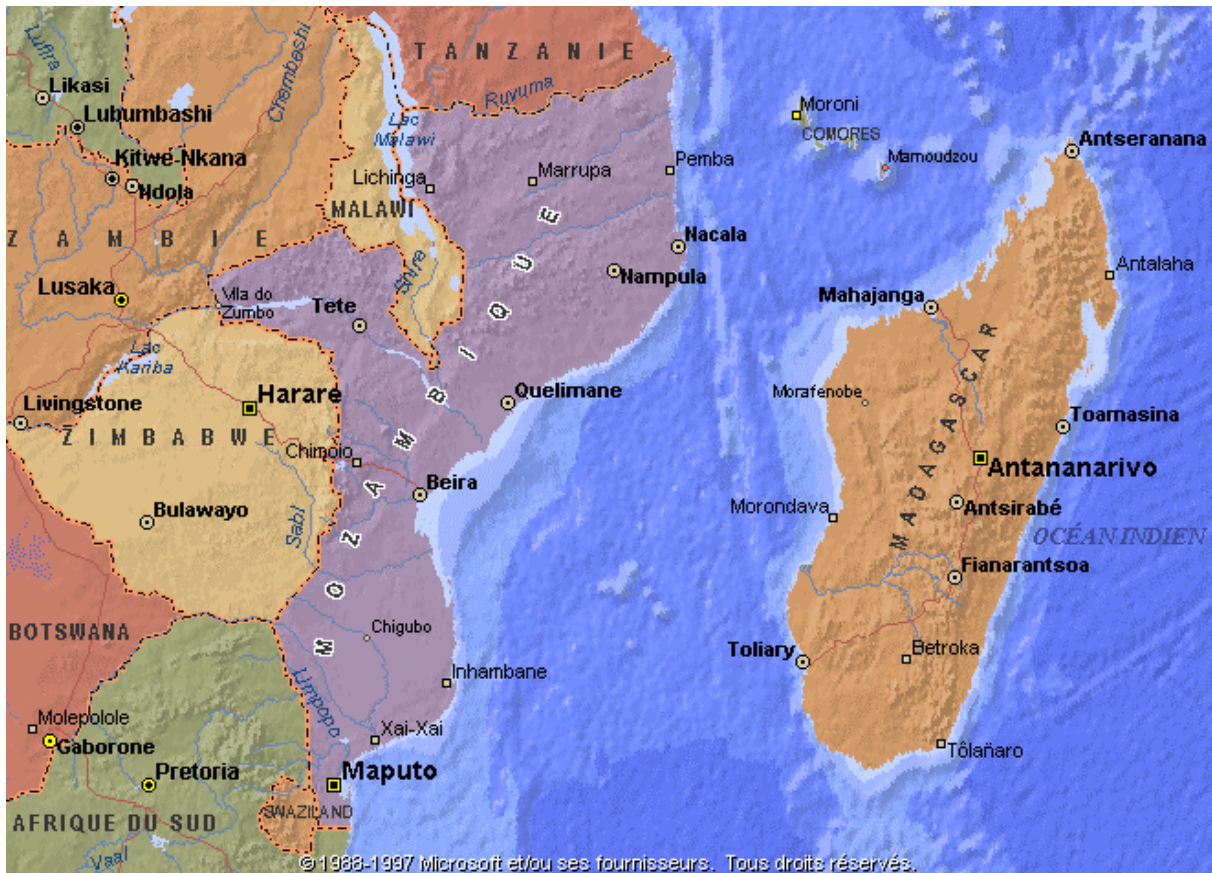 TANZANIE
Lufira
Likasi
Chembeshi
Ruvuma
Moroni
COMORES
Lubumbashi
Lac
Malawi
Antseranana
Kitwe-Nkana
Marrupa
Pemba
Mamoudzou
Lichinga
Ndola
MALAWI
ZAMBIE
Nacala
Shire
Nampula
Antalaha
Lusaka
Vila do
Zumbo
Tete
Mahajanga
MOZAMBIQUE
Lac
Kariba
Harare
Quelimane
Morafenobe
MADAGASCAR
Livingstone
Toamasina
ZIMBABWE
Chimoio
Antananarivo
Beira
Bulawayo
Morondava
Antsirabé
Sabi
OCÉAN INDIEN
Fianarantsoa
BOTSWANA
Chigubo
Toliary
Betroka
Inhambane
Limpopo
Molepolole
Xai-Xai
Gaborone
Tôlañaro
Pretoria
Maputo
SWAZILAND
AFRIQUE DU SUD
Vaal
©1988-1997 Microsoft et/ou ses fournisseurs. Tous droits réservés.